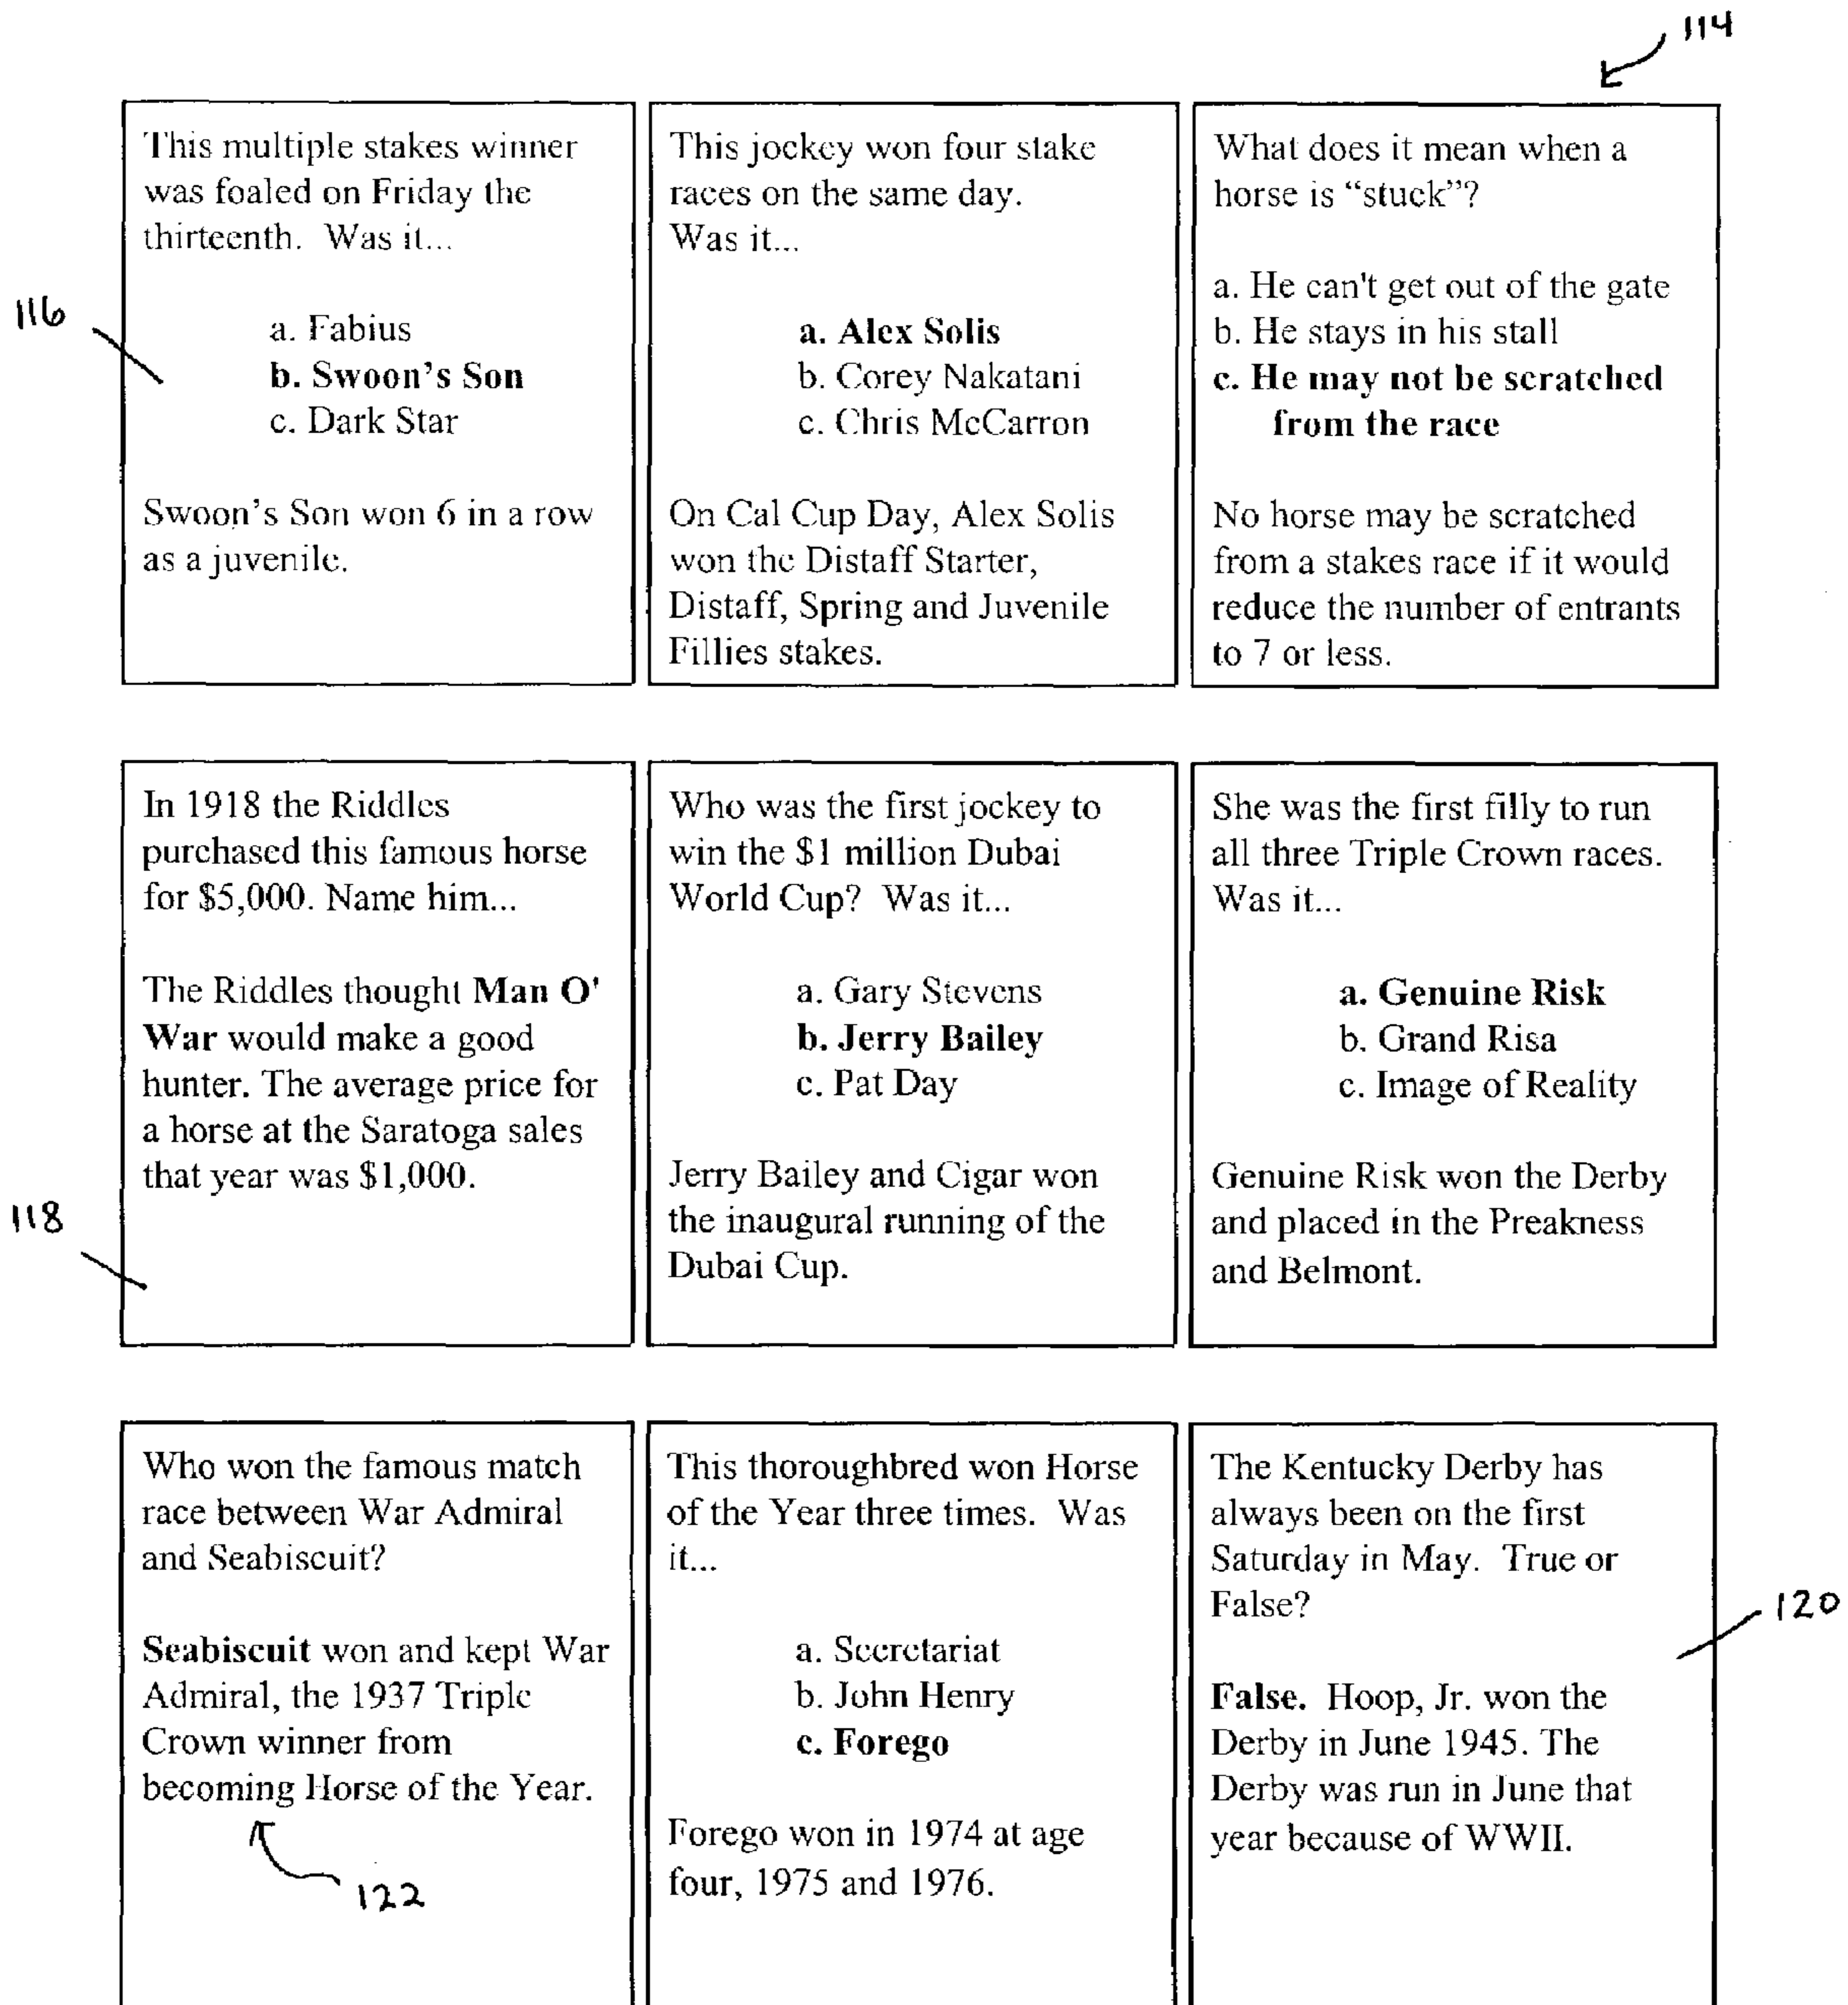 114
This multiple stakes winner
was foaled on Friday the
thirteenth. Was it...
a. Fabius
b. Swoon's Son
c. Dark Star
Swoon's Son won 6 in a row
as a juvenile.
116
This jockey won four stake
races on the same day.
Was it...
a. Alex Solis
b. Corey Nakatani
c. Chris McCarron
On Cal Cup Day, Alex Solis
won the Distaff Starter,
Distaff, Spring and Juvenile
Fillies stakes.
What does it mean when a
horse is “stuck”?
a. He can't get out of the gate
b. He stays in his stall
c. He may not be scratched
from the race
No horse may be scratched
from a stakes race if it would
reduce the number of entrants
to 7 or less.
In 1918 the Riddles
purchased this famous horse
for $5,000. Name him...
The Riddles thought Man O'
War would make a good
hunter. The average price for
a horse at the Saratoga sales
that year was $1,000.
118
Who was the first jockey to
win the $1 million Dubai
World Cup? Was it...
a. Gary Stevens
b. Jerry Bailey
c. Pat Day
Jerry Bailey and Cigar won
the inaugural running of the
Dubai Cup.
She was the first filly to run
all three Triple Crown races.
Was it...
a. Genuine Risk
b. Grand Risa
c. Image of Reality
Genuine Risk won the Derby
and placed in the Preakness
and Belmont.
Who won the famous match
race between War Admiral
and Seabiscuit?
Seabiscuit won and kept War
Admiral, the 1937 Triple
Crown winner from
becoming Horse of the Year.
122
This thoroughbred won Horse
of the Year three times. Was
it...
a. Secretariat
b. John Henry
c. Forego
Forego won in 1974 at age
four, 1975 and 1976.
The Kentucky Derby has
always been on the first
Saturday in May. True or
False?
False. Hoop, Jr. won the
Derby in June 1945. The
Derby was run in June that
year because of WWII.
120